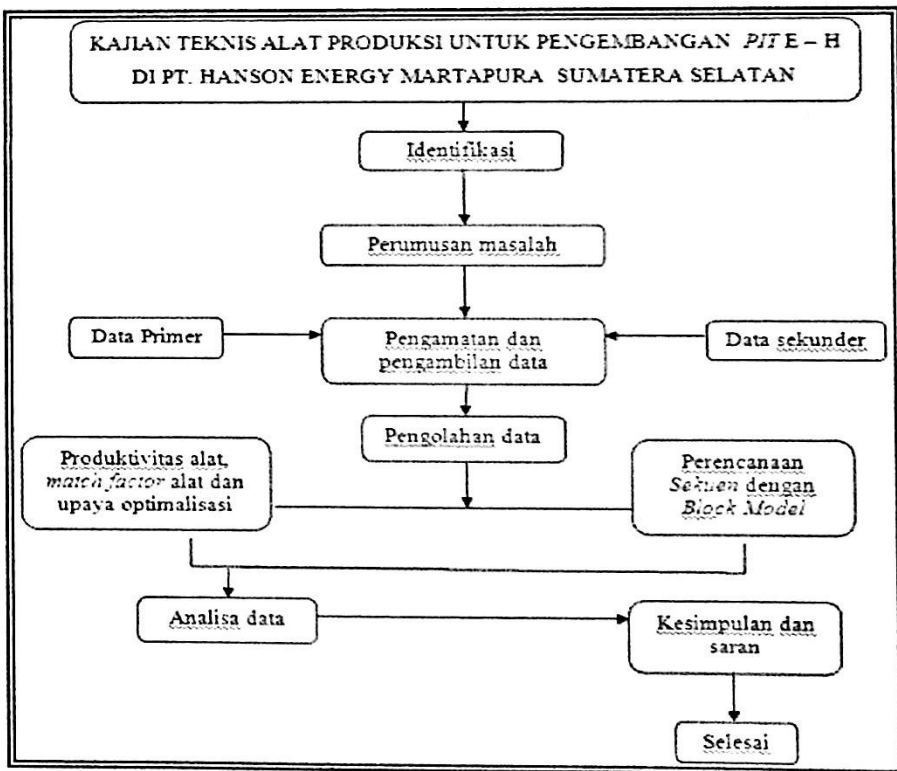 KAJIAN TEKNIS ALAT PRODUKSI UNTUK PENGEMBANGAN PIT E – H
DI PT. HANSON ENERGY MARTAPURA SUMATERA SELATAN
Identifikasi
Perumusan masalah
Data Primer
Pengamatan dan
pengambilan data
Data sekunder
Pengolahan data
Produktivitas alat,
match factor alat dan
upaya optimalisasi
Perencanaan
Sekuen dengan
Block Model
Analisa data
Kesimpulan dan
saran
Selesai